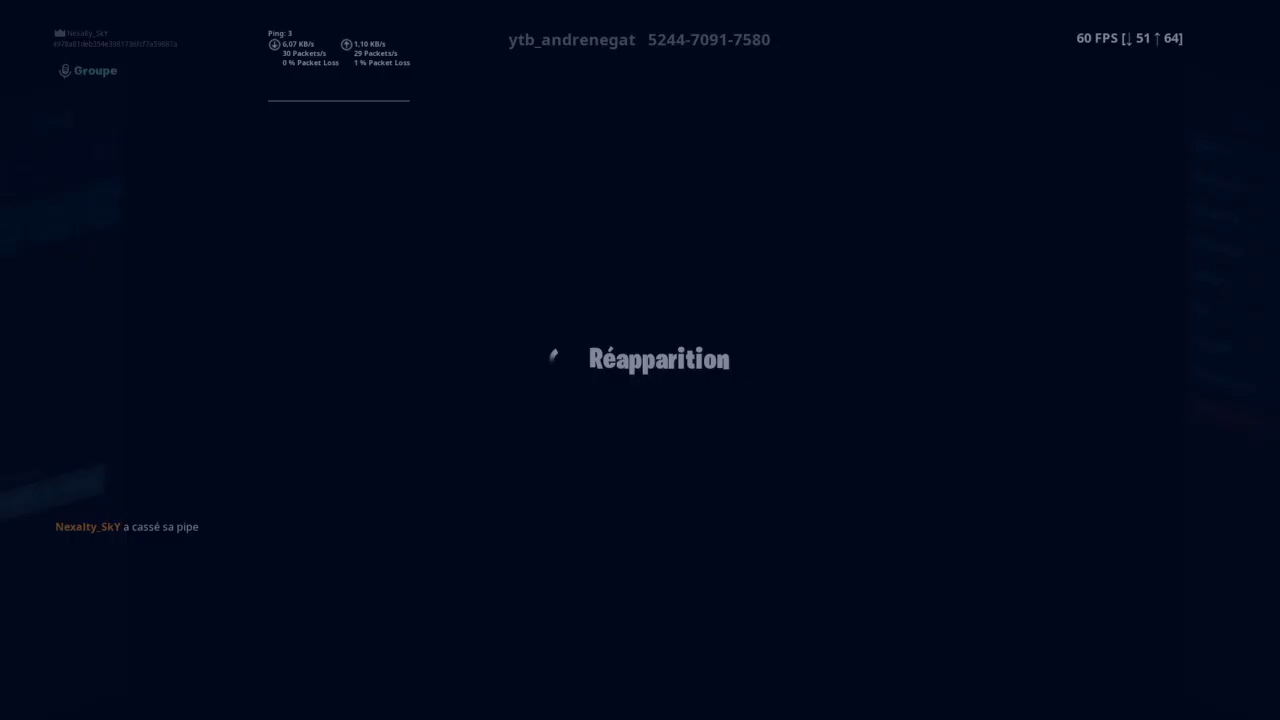 Nexalty_SkY
Groupe
Ping: 3
6,07 KB/s
30 Packets/s
0 % Packet Loss
1,10 KB/s
29 Packets/s
1 % Packet Loss
ytb_andrenegat 5244-7091-7580
60 FPS [↓ 51 ↑ 64]
Réapparition
Nexalty_SkY a cassé sa pipe